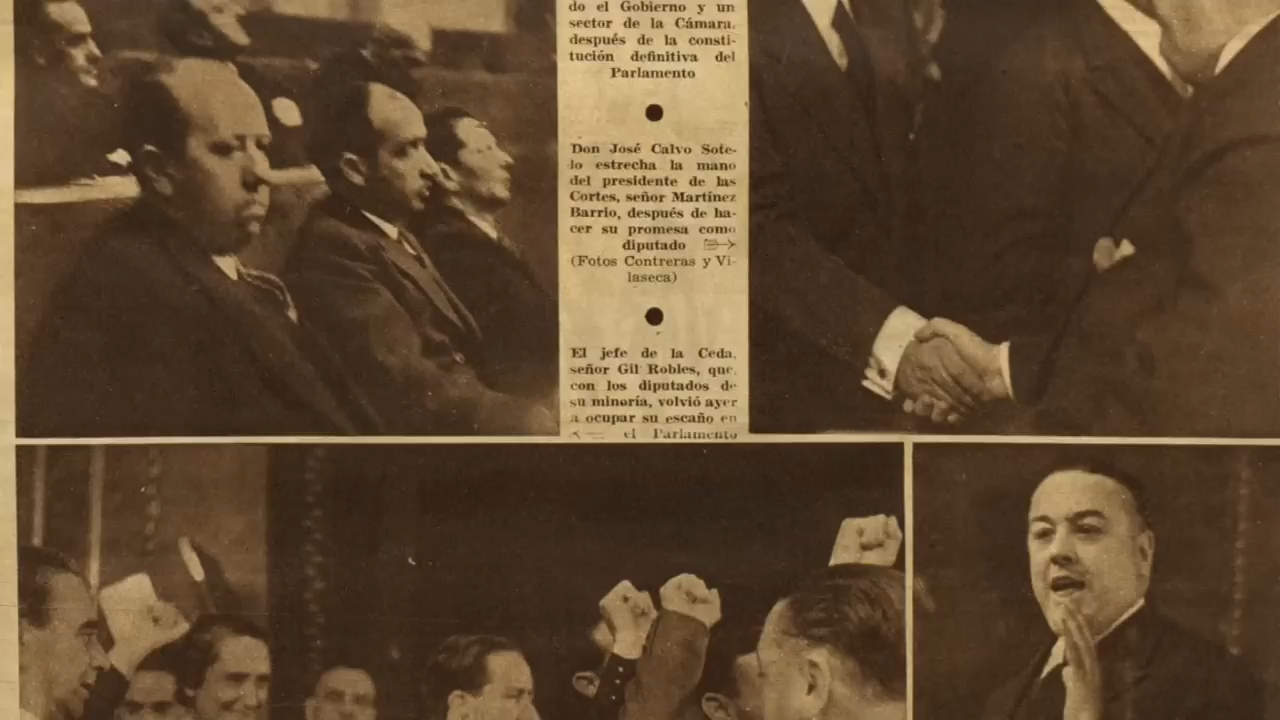 do el Gobierno y un
sector de la Cámara,
después de la consti-
tución definitiva del
Parlamento
Don José Calvo Sote-
lo estrecha la mano
del presidente de las
Cortes, señor Martínez
Barrio, después de ha-
cer su promesa como
diputado
(Fotos Contreras y Vi-
laseca)
El jefe de la Ceda,
señor Gil Robles, que,
con los diputados de
su minoría, volvió ayer
a ocupar su escaño en
el Parlamento